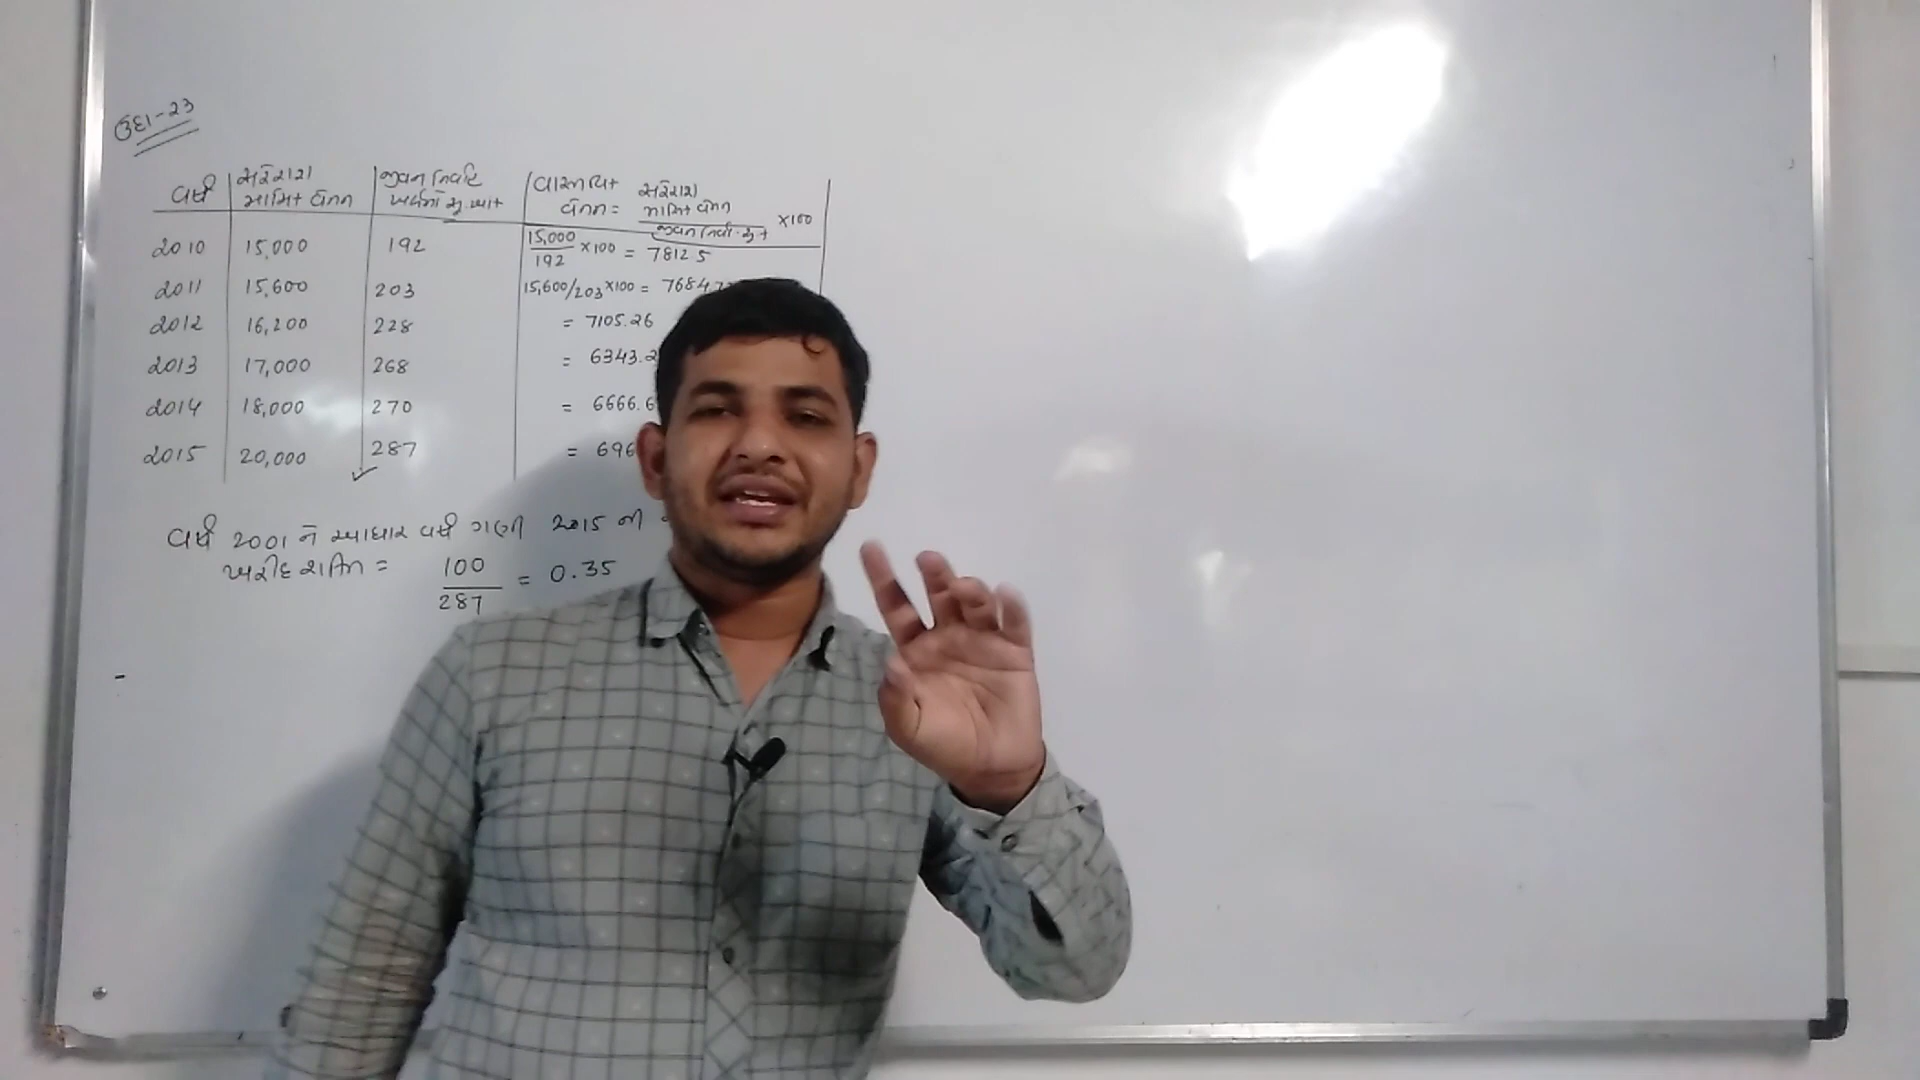 ઉદા-23
વર્ષ સરેરાશ માસિક વેતન જીવન નિર્વાહ ખર્ચનો સૂ.આંક વાસ્તવિક વેતન = સરેરાશ માસિક વેતન / જીવન નિર્વા. સૂ. આં ×100
2010 15,000 192 15,000/192 ×100 = 7812 5
2011 15,600 203 15,600/203 ×100 = 7684.7
2012 16,200 228 = 7105.26
2013 17,000 268 = 6343.2
2014 18,000 270 = 6666.6
2015 20,000 287 = 696
વર્ષ 2001 ને આધાર વર્ષ ગણી 2015 ની
ખરીદ શક્તિ = 100/287 = 0.35